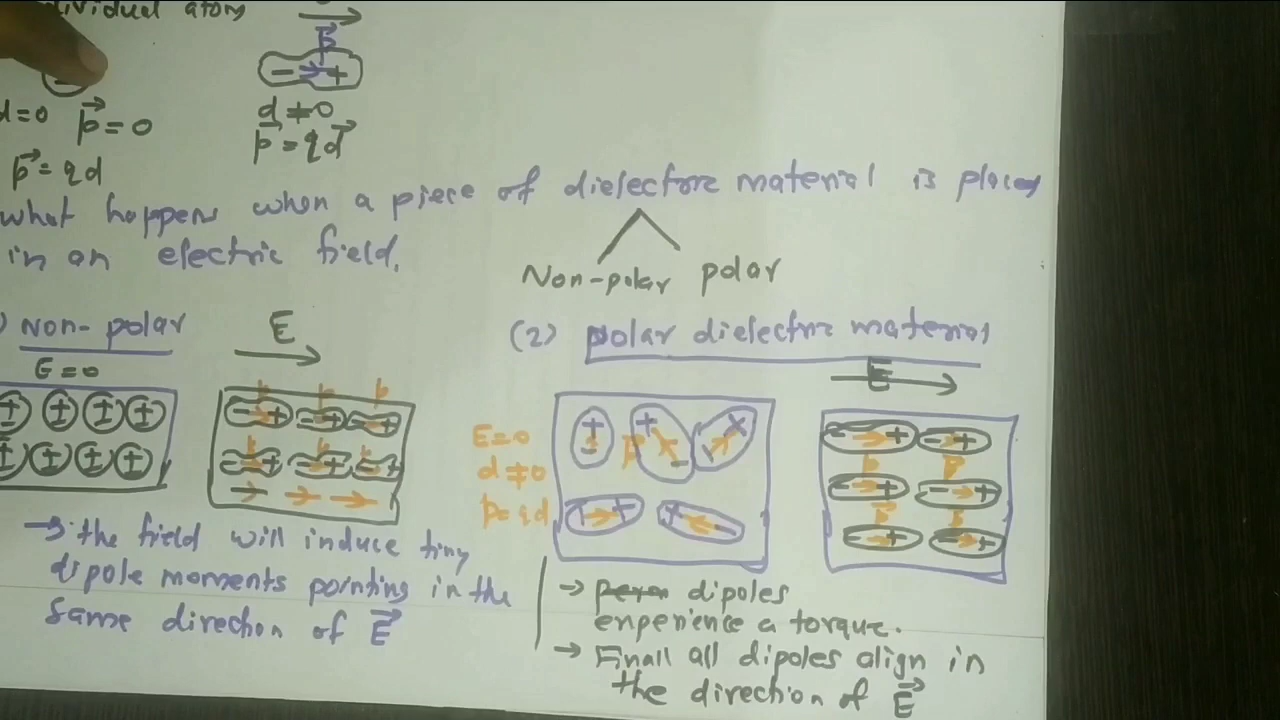 dividual atom
p
- +
d=0 p⃗=0
d≠0
p⃗=qd
p⃗=qd⃗
what happens when a piece of dielectric material is placed
in an electric field.
Non-polar polar
) Non-polar
E
E=0
(2) polar dielectric material
E
p p p
E=0
d≠0
p=qd
→ the field will induce tiny
dipole moments pointing in the
same direction of E⃗
→ dipoles
experience a torque.
→ Finall all dipoles align in
the direction of E⃗